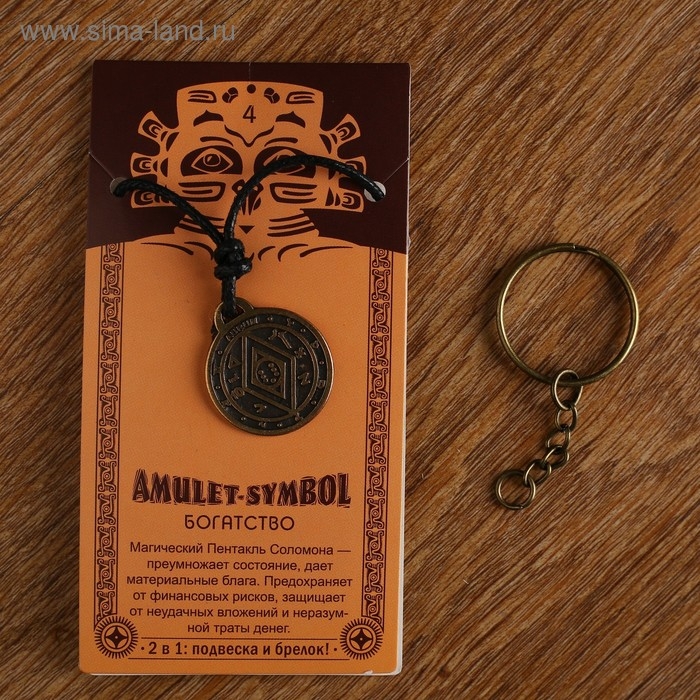 www.sima-land.ru
4
AMULET-SYMBOL
БОГАТСТВО
Магический Пентакль Соломона —
преумножает состояние, дает
материальные блага. Предохраняет
от финансовых рисков, защищает
от неудачных вложений и неразум-
ной траты денег.
· 2 в 1: подвеска и брелок! ·